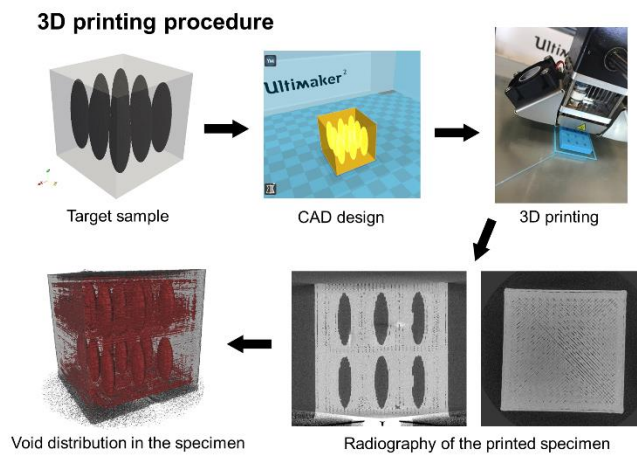 3D printing procedure
Ultimaker²
Ultimaker
Target sample
CAD design
3D printing
Void distribution in the specimen
Radiography of the printed specimen